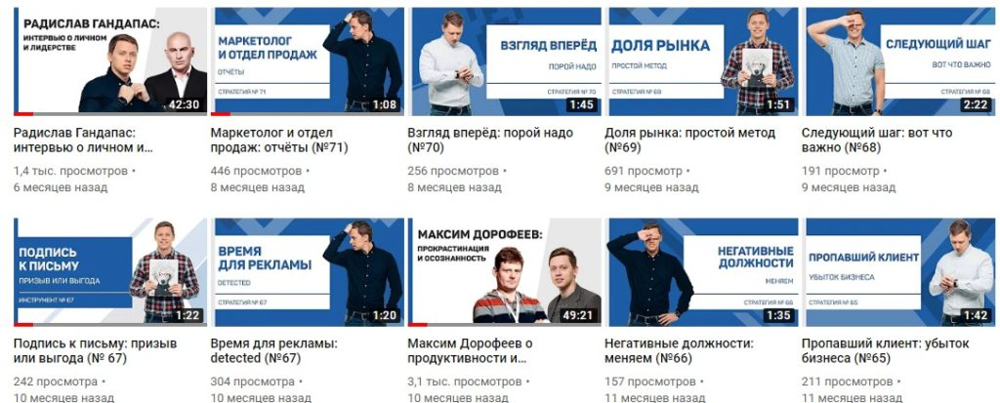 РАДИСЛАВ ГАНДАПАС:
ИНТЕРВЬЮ О ЛИЧНОМ
И ЛИДЕРСТВЕ
42:30
Радислав Гандапас:
интервью о личном и...
1,4 тыс. просмотров •
6 месяцев назад
МАРКЕТОЛОГ
И ОТДЕЛ ПРОДАЖ
ОТЧЁТЫ
СТРАТЕГИЯ № 71
1:08
Маркетолог и отдел
продаж: отчёты (№71)
446 просмотров •
8 месяцев назад
ВЗГЛЯД ВПЕРЁД
ПОРОЙ НАДО
СТРАТЕГИЯ № 70
1:45
Взгляд вперёд: порой надо
(№70)
256 просмотров •
8 месяцев назад
ДОЛЯ РЫНКА
ПРОСТОЙ МЕТОД
СТРАТЕГИЯ № 69
1:51
Доля рынка: простой метод
(№69)
691 просмотр •
9 месяцев назад
СЛЕДУЮЩИЙ ШАГ
ВОТ ЧТО ВАЖНО
СТРАТЕГИЯ № 68
2:22
Следующий шаг: вот что
важно (№68)
191 просмотр •
9 месяцев назад
ПОДПИСЬ
К ПИСЬМУ
ПРИЗЫВ ИЛИ ВЫГОДА
ИНСТРУМЕНТ № 67
1:22
Подпись к письму: призыв
или выгода (№ 67)
242 просмотра •
10 месяцев назад
ВРЕМЯ
ДЛЯ РЕКЛАМЫ
DETECTED
СТРАТЕГИЯ № 67
1:20
Время для рекламы:
detected (№67)
304 просмотра •
10 месяцев назад
МАКСИМ ДОРОФЕЕВ:
ПРОКРАСТИНАЦИЯ
И ОСОЗНАННОСТЬ
49:21
Максим Дорофеев о
продуктивности и...
3,1 тыс. просмотров •
10 месяцев назад
НЕГАТИВНЫЕ
ДОЛЖНОСТИ
МЕНЯЕМ
СТРАТЕГИЯ № 66
1:35
Негативные должности:
меняем (№66)
157 просмотров •
11 месяцев назад
ПРОПАВШИЙ КЛИЕНТ
УБЫТОК БИЗНЕСА
СТРАТЕГИЯ № 65
1:42
Пропавший клиент: убыток
бизнеса (№65)
211 просмотров •
11 месяцев назад